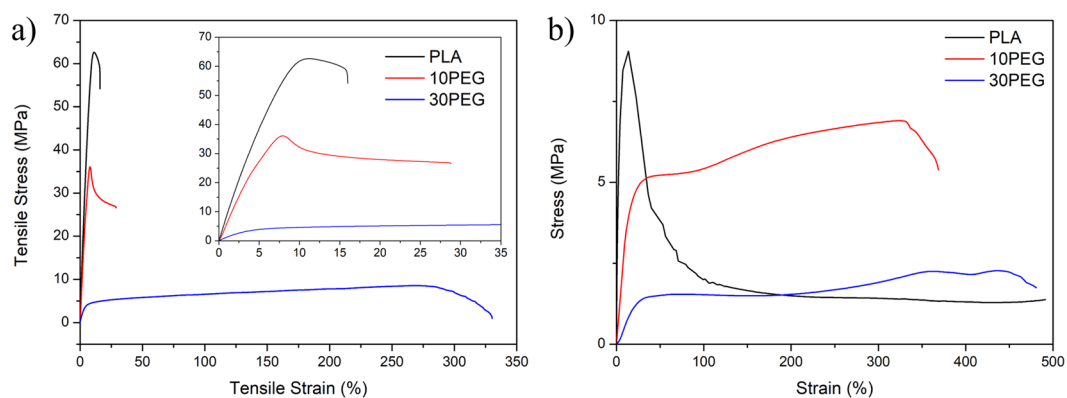 a)
Tensile Stress (MPa)
70
60
50
40
30
20
10
0
0 50 100 150 200 250 300 350
Tensile Strain (%)
70
60
50
40
30
20
10
0
0 5 10 15 20 25 30 35
PLA
10PEG
30PEG
b)
Stress (MPa)
10
5
0
0 100 200 300 400 500
Strain (%)
PLA
10PEG
30PEG